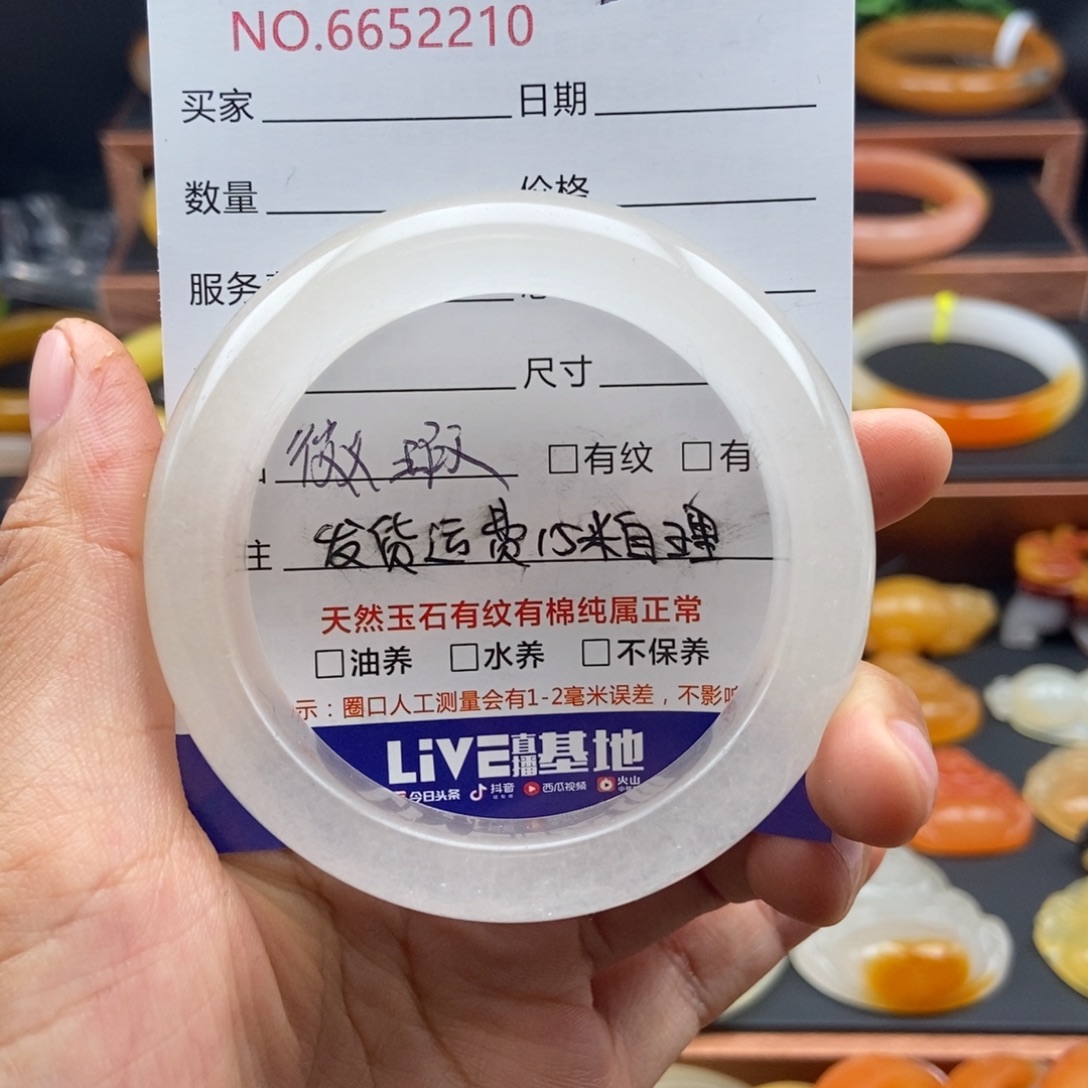 NO.6652210
买家 日期
数量 价格
服务
尺寸
微瑕 □有纹 □有
主 发货运费15米自理
天然玉石有纹有棉纯属正常
□油养 □水养 □不保养
示：圈口人工测量会有1-2毫米误差，不影响
LiVE直播基地
今日头条 抖音 西瓜视频 火山